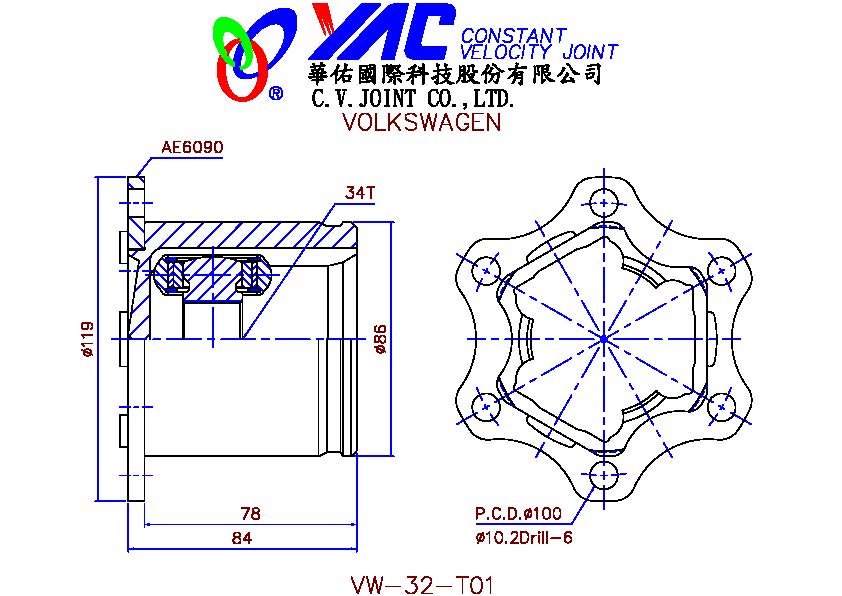 YAC CONSTANT
VELOCITY JOINT
®
華佑國際科技股份有限公司
C.V.JOINT CO.,LTD.
VOLKSWAGEN
AE6090
34T
ø119
ø86
78
84
P.C.D.ø100
ø10.2Drill-6
VW-32-T01